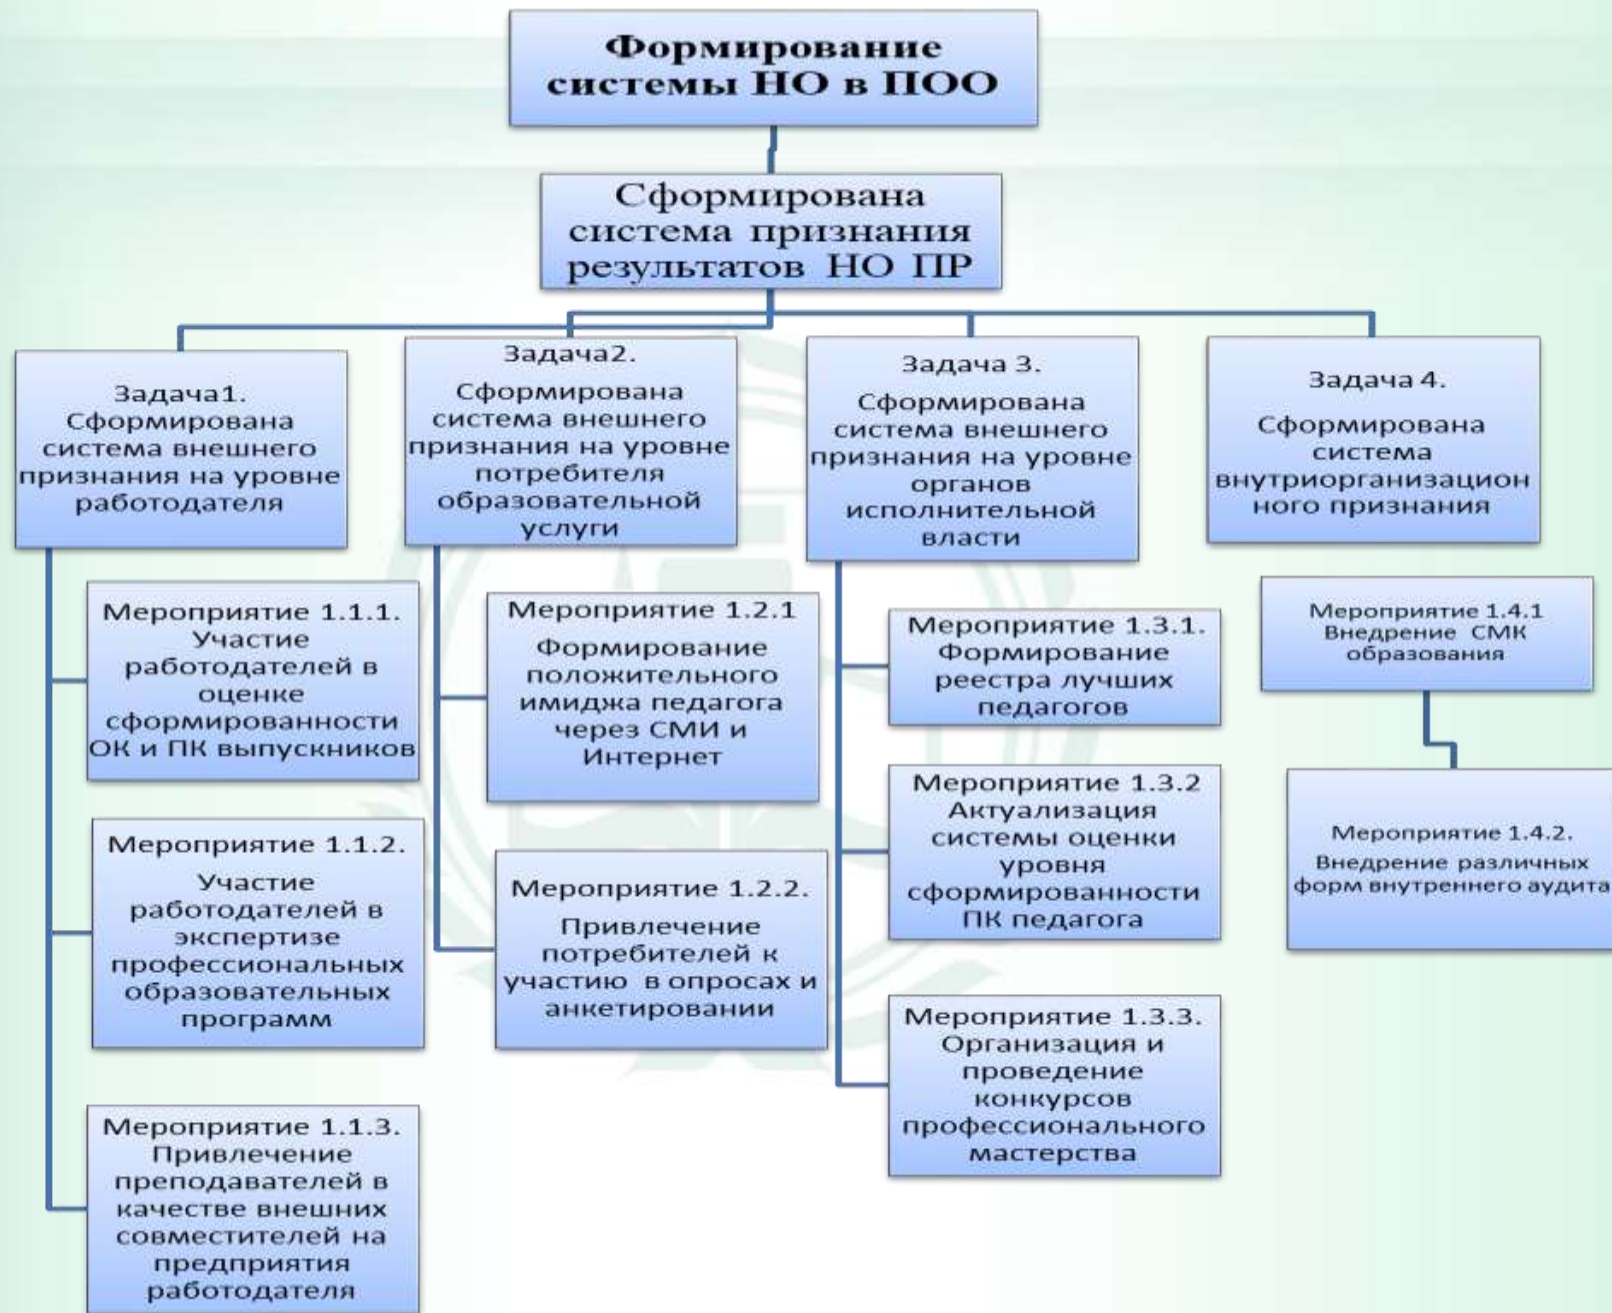 Формирование
системы НО в ПОО
Сформирована
система признания
результатов НО ПР
Задача1.
Сформирована
система внешнего
признания на уровне
работодателя
Мероприятие 1.1.1.
Участие
работодателей в
оценке
сформированности
ОК и ПК выпускников
Мероприятие 1.1.2.
Участие
работодателей в
экспертизе
профессиональных
образовательных
программ
Мероприятие 1.1.3.
Привлечение
преподавателей в
качестве внешних
совместителей на
предприятия
работодателя
Задача2.
Сформирована
система внешнего
признания на уровне
потребителя
образовательной
услуги
Мероприятие 1.2.1
Формирование
положительного
имиджа педагога
через СМИ и
Интернет
Мероприятие 1.2.2.
Привлечение
потребителей к
участию в опросах и
анкетировании
Задача 3.
Сформирована
система внешнего
признания на уровне
органов
исполнительной
власти
Мероприятие 1.3.1.
Формирование
реестра лучших
педагогов
Мероприятие 1.3.2
Актуализация
системы оценки
уровня
сформированности
ПК педагога
Мероприятие 1.3.3.
Организация и
проведение
конкурсов
профессионального
мастерства
Задача 4.
Сформирована
система
внутриорганизацион
ного признания
Мероприятие 1.4.1
Внедрение СМК
образования
Мероприятие 1.4.2.
Внедрение различных
форм внутреннего аудита